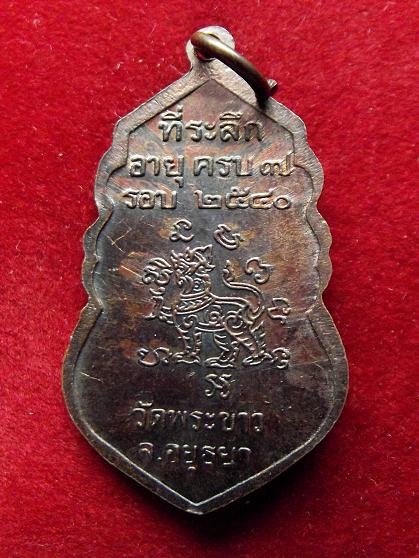 ที่ระลึก
อายุ ครบ ๗
รอบ ๒๕๔๐
วัดพระขาว
จ.อยุธยา